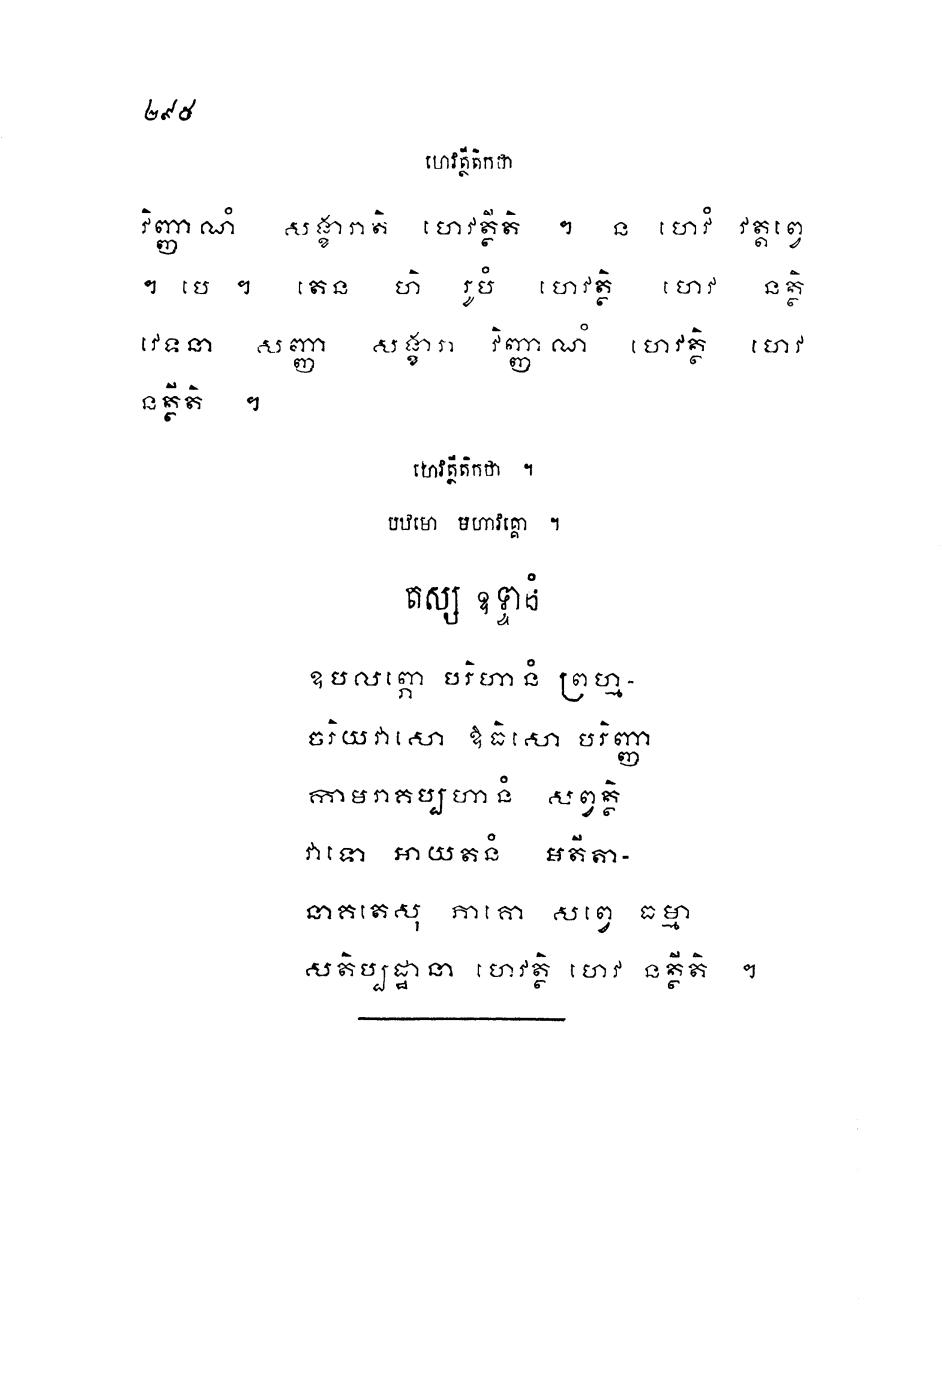 ២៩៥
ហេវត្ថីតិកថា
វិញ្ញាណំ សង្ខារាតិ ហេវត្ថីតិ ។ ន ហេវំ វត្តព្វេ
។ បេ ។ តេន ហិ រូបំ ហេវត្ថិ ហេវ នត្ថិ
វេទនា សញ្ញា សង្ខារា វិញ្ញាណំ ហេវត្ថិ ហេវ
នត្ថីតិ ។
ហេវត្ថីតិកថា ។
បឋមោ មហាវគ្គោ ។
តស្ស ឧទ្ទានំ
ឧបលព្ភោ បរិហានំ ព្រហ្ម-
ចរិយវាសោ ឱធិសោ បរិញ្ញា
កាមរាគប្បហានំ សព្វត្ថិ
វាទោ អាយតនំ អតីតា-
នាគតេសុ ភាគោ សព្វេ ធម្មា
សតិប្បដ្ឋានា ហេវត្ថិ ហេវ នត្ថីតិ ។